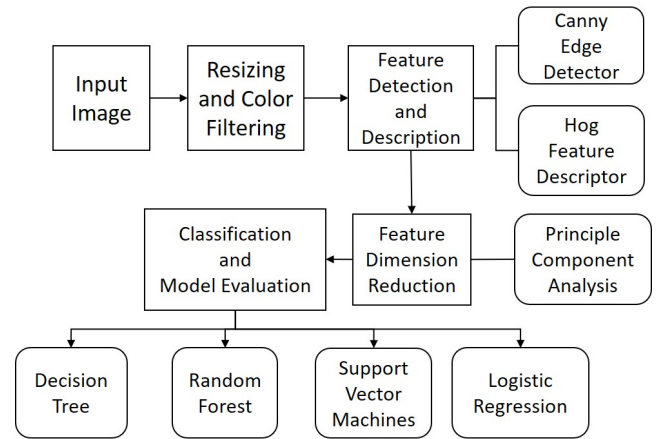 Input
Image
Resizing
and Color
Filtering
Feature
Detection
and
Description
Canny
Edge
Detector
Hog
Feature
Descriptor
Classification
and
Model Evaluation
Feature
Dimension
Reduction
Principle
Component
Analysis
Decision
Tree
Random
Forest
Support
Vector
Machines
Logistic
Regression